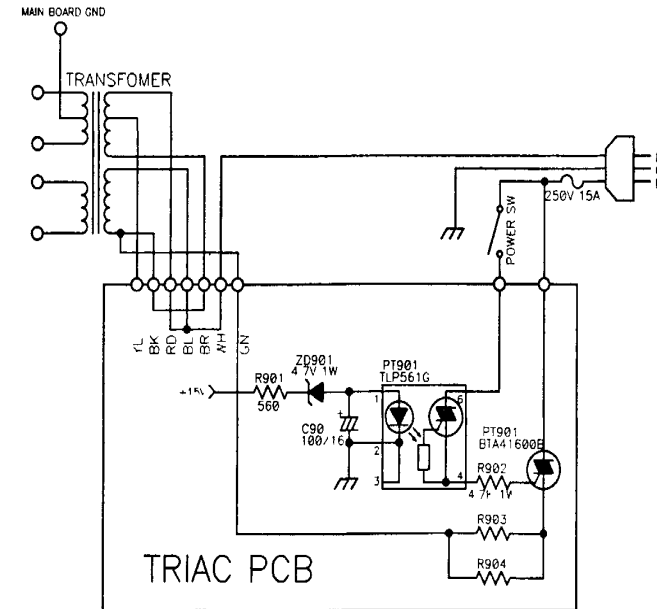 MAIN BOARD GND
TRANSFOMER
250V 15A
POWER SW
YL
BK
RD
BL
BR
WH
GN
ZD901
4.7V 1W
PT901
TLP561G
R901
+15V
560
1
6
C90
100/16
2
3
4
PT901
BTA41600B
R902
1W
R903
R904
TRIAC PCB